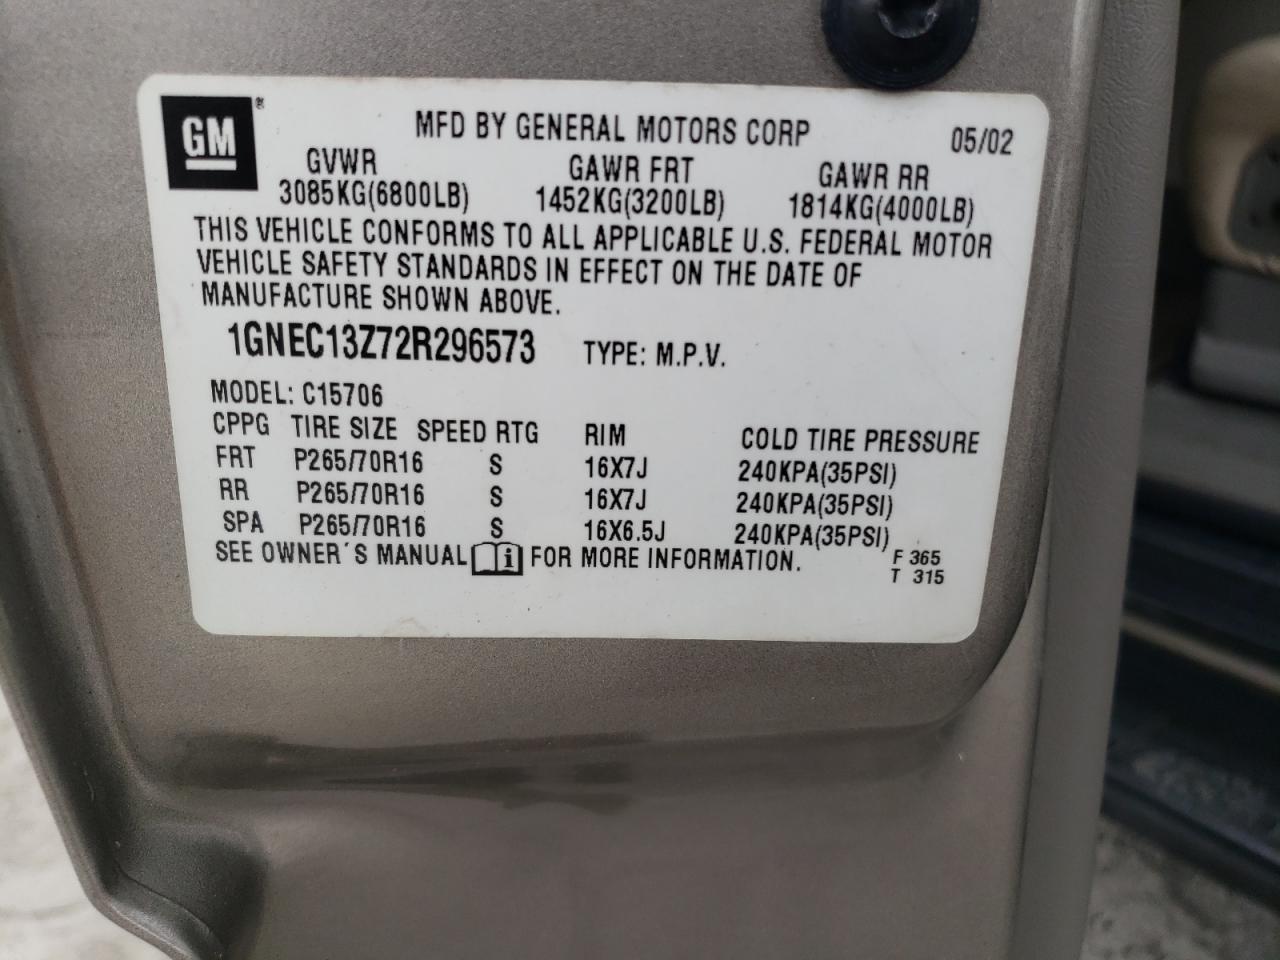 GM ®
MFD BY GENERAL MOTORS CORP 05/02
GVWR GAWR FRT GAWR RR
3085KG(6800LB) 1452KG(3200LB) 1814KG(4000LB)
THIS VEHICLE CONFORMS TO ALL APPLICABLE U.S. FEDERAL MOTOR
VEHICLE SAFETY STANDARDS IN EFFECT ON THE DATE OF
MANUFACTURE SHOWN ABOVE.
1GNEC13Z72R296573 TYPE: M.P.V.
MODEL: C15706
CPPG TIRE SIZE SPEED RTG RIM COLD TIRE PRESSURE
FRT P265/70R16 S 16X7J 240KPA(35PSI)
RR P265/70R16 S 16X7J 240KPA(35PSI)
SPA P265/70R16 S 16X6.5J 240KPA(35PSI)
SEE OWNER´S MANUAL i FOR MORE INFORMATION. F 365
T 315